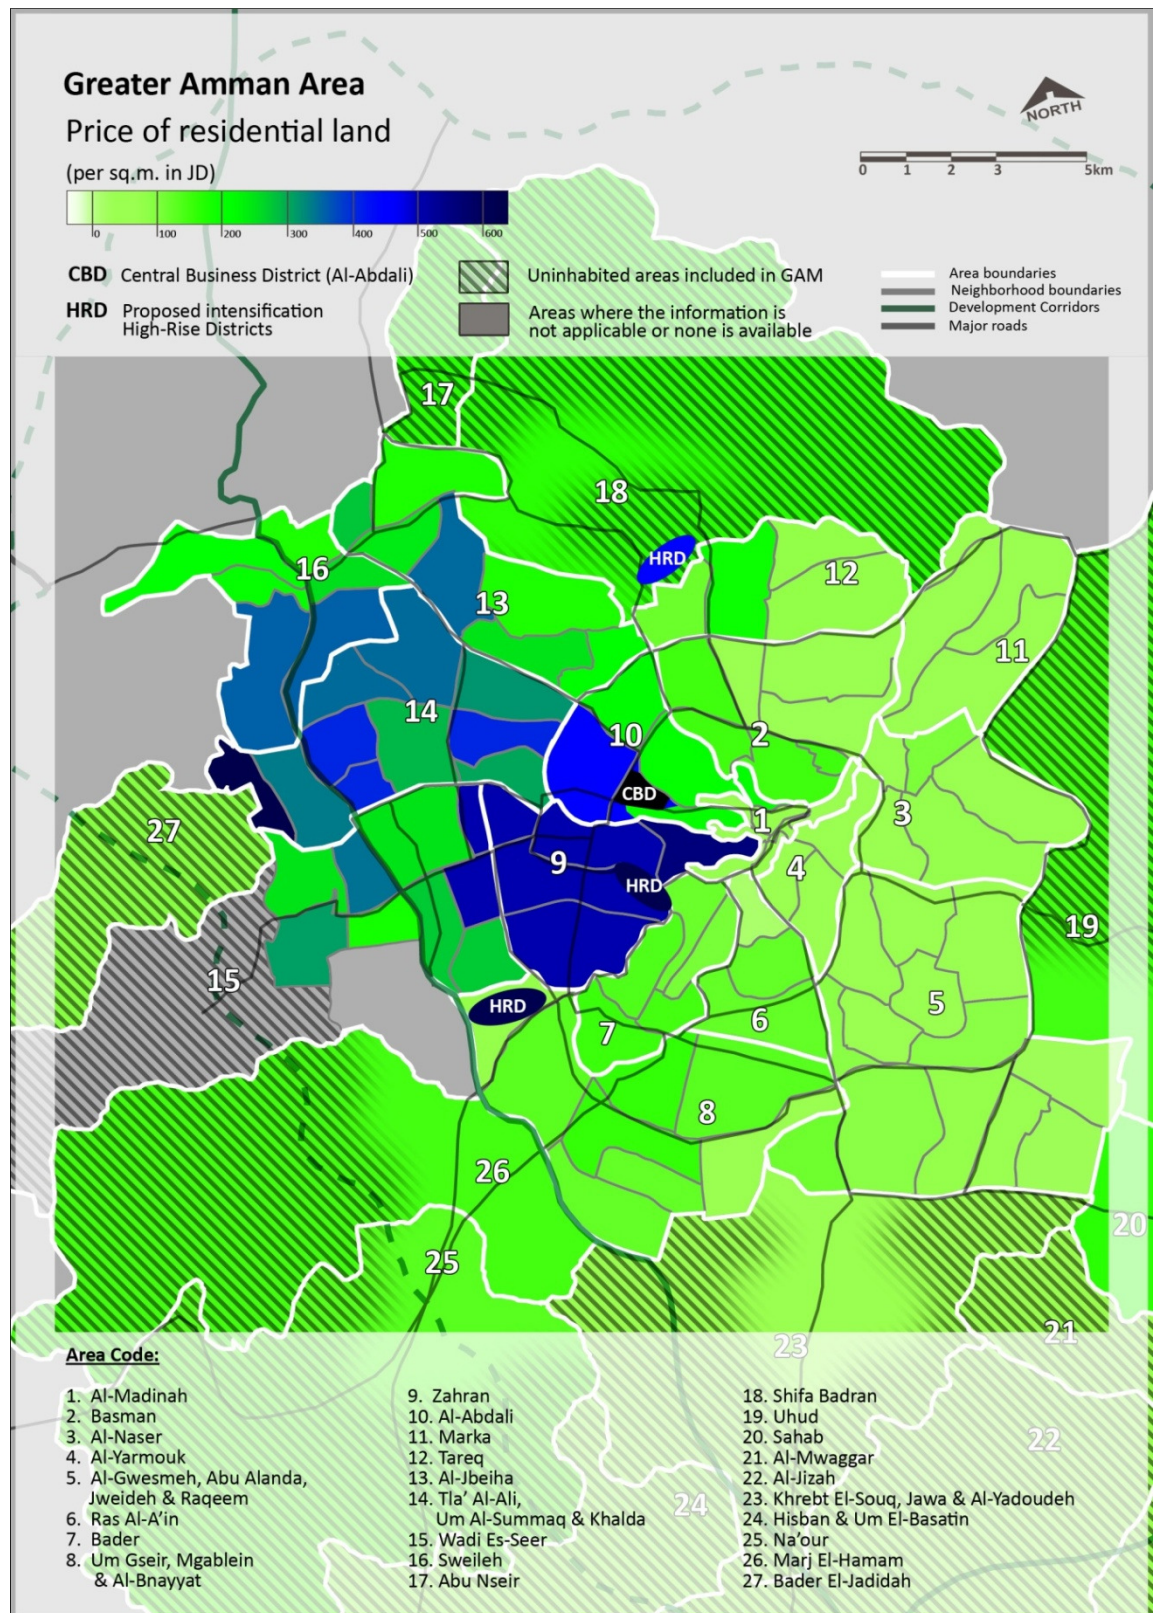 Greater Amman Area
Price of residential land
(per sq.m. in JD)
0 100 200 300 400 500 600
NORTH
0 1 2 3 5km
CBD Central Business District (Al-Abdali)
HRD Proposed intensification
High-Rise Districts
Uninhabited areas included in GAM
Areas where the information is
not applicable or none is available
Area boundaries
Neighborhood boundaries
Development Corridors
Major roads
17
18
HRD
12
16
13
11
14
10
2
CBD
27
1
3
9
4
HRD
19
15
5
HRD
6
7
8
26
20
25
21
23
22
24
Area Code:
1. Al-Madinah
2. Basman
3. Al-Naser
4. Al-Yarmouk
5. Al-Gwesmeh, Abu Alanda,
Jweideh & Raqeem
6. Ras Al-A'in
7. Bader
8. Um Gseir, Mgablein
& Al-Bnayyat
9. Zahran
10. Al-Abdali
11. Marka
12. Tareq
13. Al-Jbeiha
14. Tla' Al-Ali,
Um Al-Summaq & Khalda
15. Wadi Es-Seer
16. Sweileh
17. Abu Nseir
18. Shifa Badran
19. Uhud
20. Sahab
21. Al-Mwaggar
22. Al-Jizah
23. Khrebt El-Souq, Jawa & Al-Yadoudeh
24. Hisban & Um El-Basatin
25. Na'our
26. Marj El-Hamam
27. Bader El-Jadidah